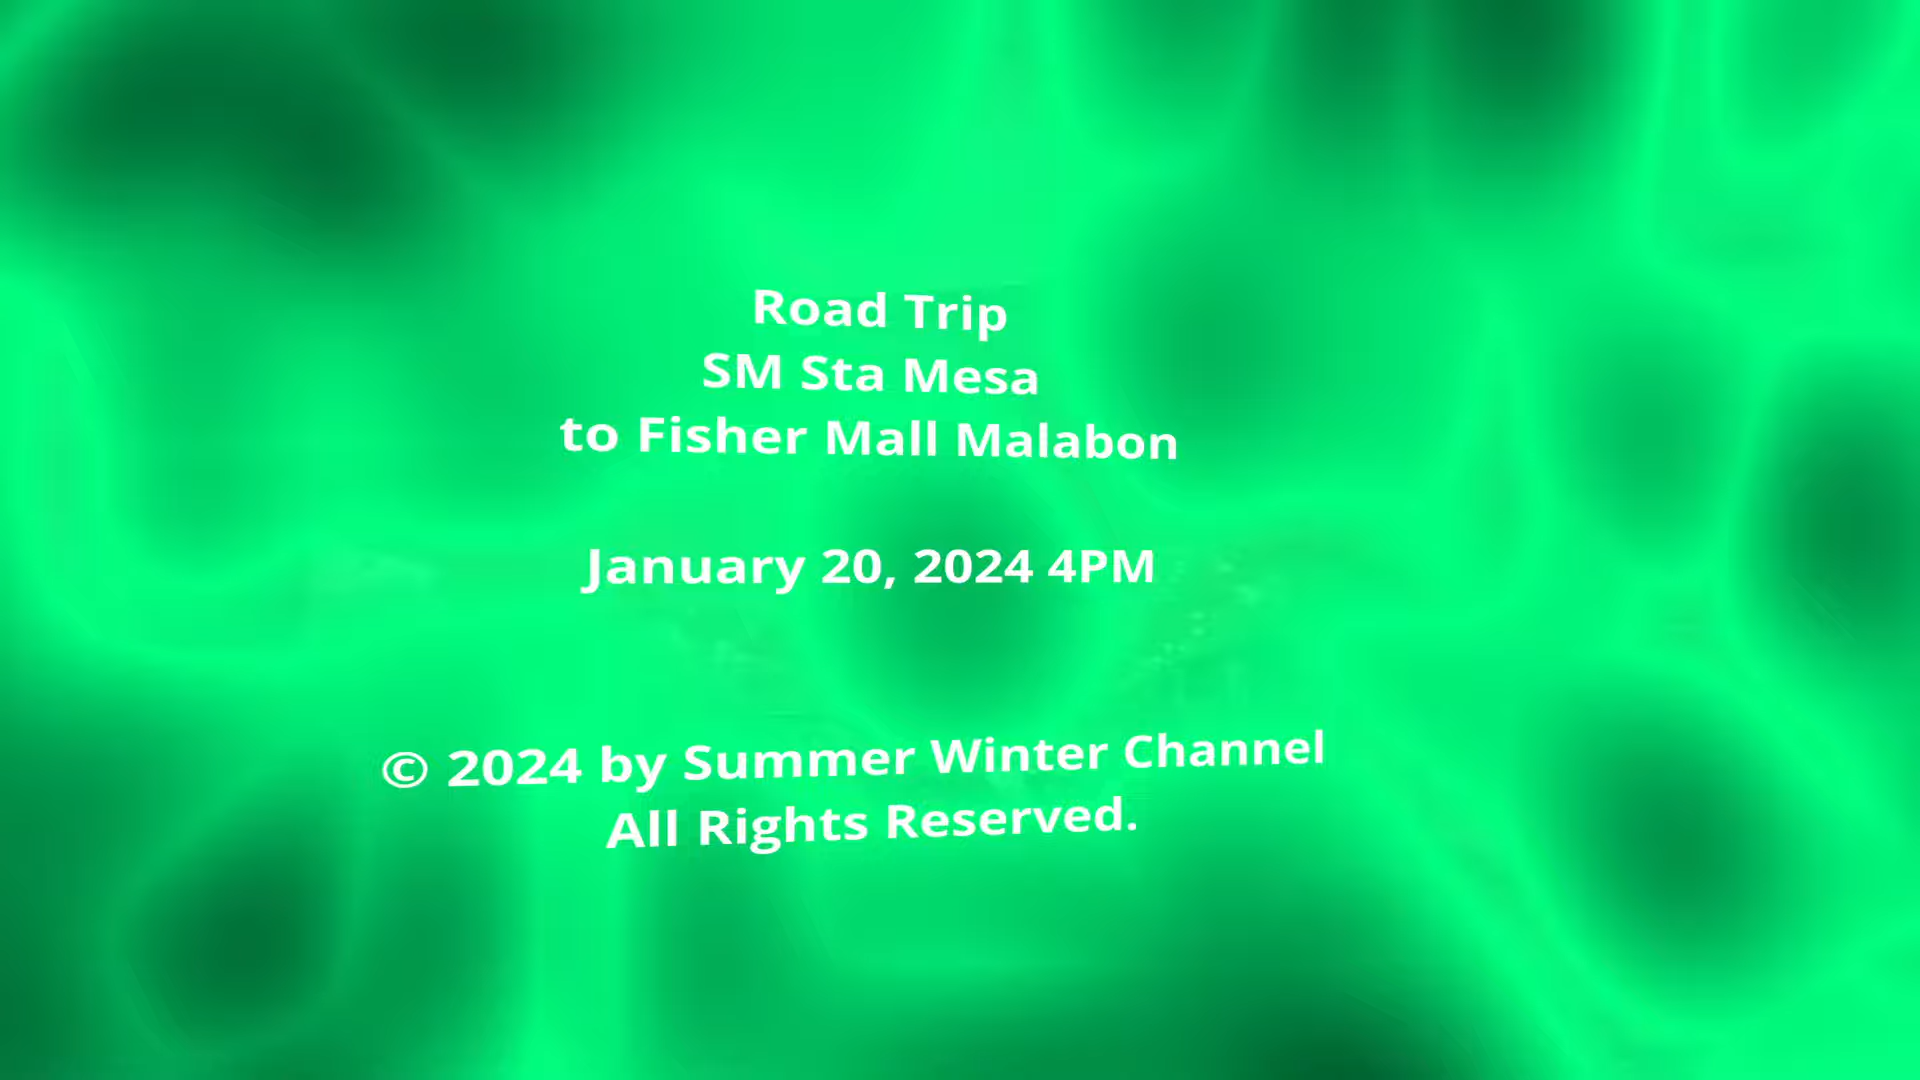 Road Trip
SM Sta Mesa
to Fisher Mall Malabon
January 20, 2024 4PM
© 2024 by Summer Winter Channel
All Rights Reserved.